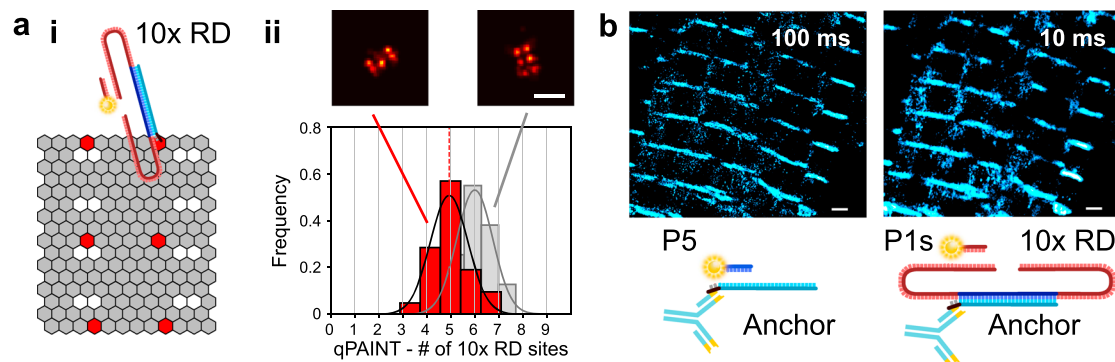 a
i
10x RD
ii
0.8
0.6
0.4
0.2
0
Frequency
0 1 2 3 4 5 6 7 8 9
qPAINT - # of 10x RD sites
b
100 ms
10 ms
P5
Anchor
P1s
10x RD
Anchor